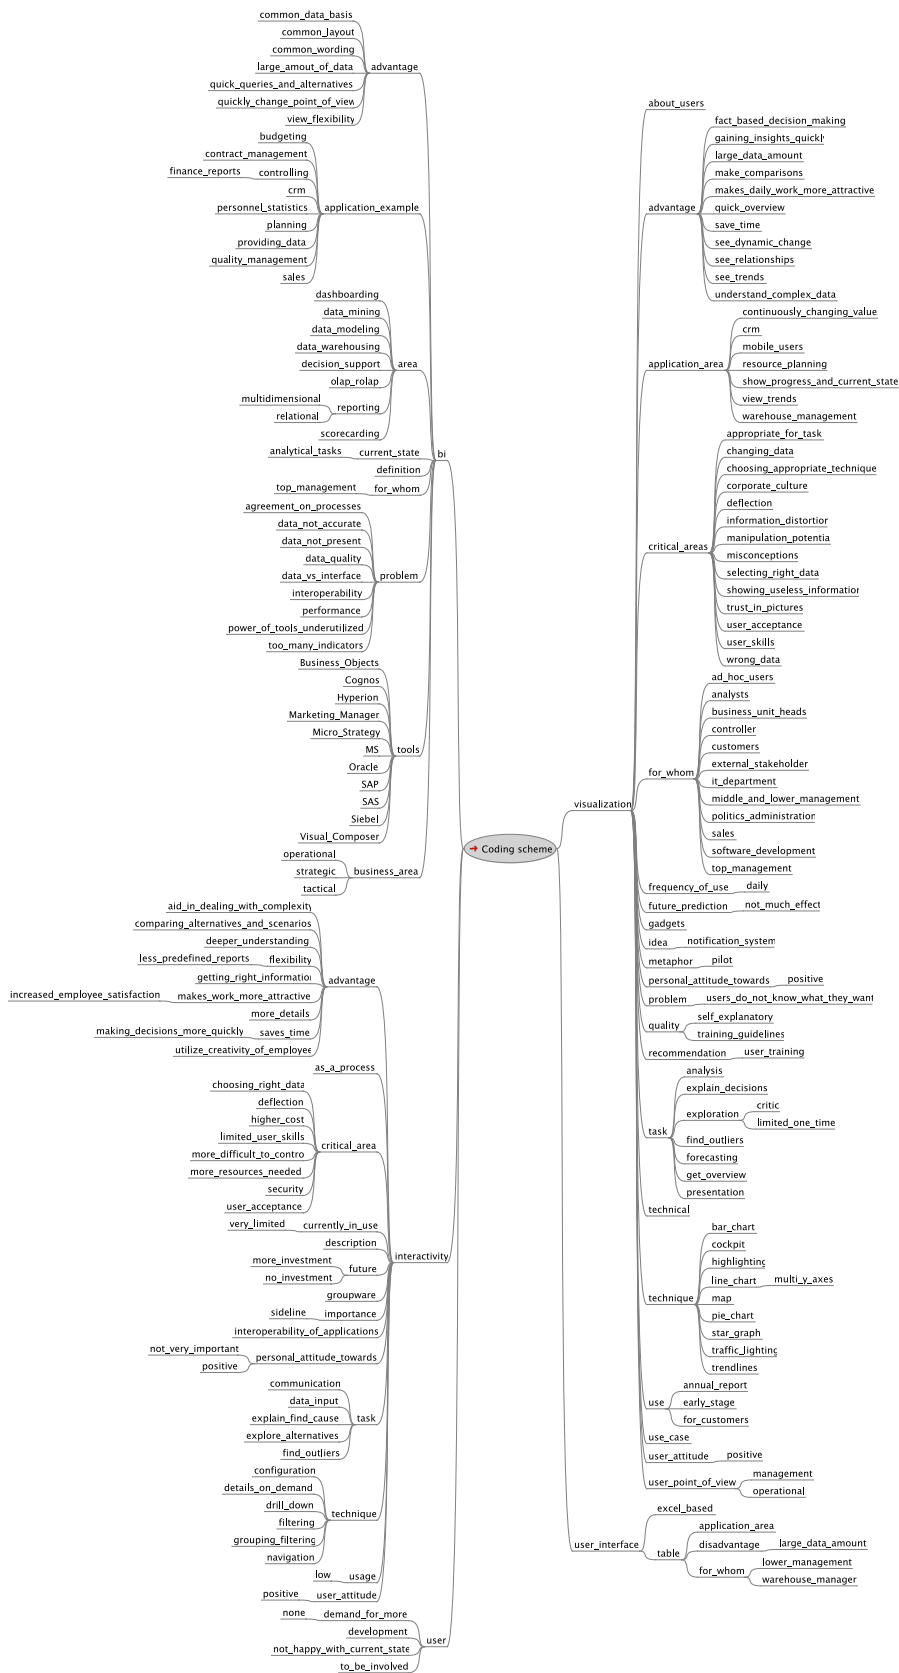 Coding scheme
bi
advantage
common_data_basis
common_layout
common_wording
large_amout_of_data
quick_queries_and_alternatives
quickly_change_point_of_view
view_flexibility
application_example
budgeting
contract_management
controlling
finance_reports
crm
personnel_statistics
planning
providing_data
quality_management
sales
area
dashboarding
data_mining
data_modeling
data_warehousing
decision_support
olap_rolap
reporting
multidimensional
relational
scorecarding
current_state
analytical_tasks
definition
for_whom
top_management
problem
agreement_on_processes
data_not_accurate
data_not_present
data_quality
data_vs_interface
interoperability
performance
power_of_tools_underutilized
too_many_indicators
tools
Business_Objects
Cognos
Hyperion
Marketing_Manager
Micro_Strategy
MS
Oracle
SAP
SAS
Siebel
Visual_Composer
business_area
operational
strategic
tactical
interactivity
advantage
aid_in_dealing_with_complexity
comparing_alternatives_and_scenarios
deeper_understanding
flexibility
less_predefined_reports
getting_right_informatio
makes_work_more_attractive
increased_employee_satisfaction
more_details
saves_time
making_decisions_more_quickly
utilize_creativity_of_employee
as_a_process
critical_area
choosing_right_data
deflection
higher_cost
limited_user_skills
more_difficult_to_contro
more_resources_needed
security
user_acceptance
currently_in_use
very_limited
description
future
more_investment
no_investment
groupware
importance
sideline
interoperability_of_applications
personal_attitude_towards
not_very_important
positive
task
communication
data_input
explain_find_cause
explore_alternatives
find_outliers
technique
configuration
details_on_demand
drill_down
filtering
grouping_filtering
navigation
usage
low
user_attitude
positive
user
demand_for_more
none
development
not_happy_with_current_state
to_be_involved
visualization
about_users
advantage
fact_based_decision_making
gaining_insights_quickly
large_data_amount
make_comparisons
makes_daily_work_more_attractive
quick_overview
save_time
see_dynamic_change
see_relationships
see_trends
understand_complex_data
application_area
continuously_changing_value
crm
mobile_users
resource_planning
show_progress_and_current_state
view_trends
warehouse_management
critical_areas
appropriate_for_task
changing_data
choosing_appropriate_technique
corporate_culture
deflection
information_distortior
manipulation_potentia
misconceptions
selecting_right_data
showing_useless_informatior
trust_in_pictures
user_acceptance
user_skills
wrong_data
for_whom
ad_hoc_users
analysts
business_unit_heads
controller
customers
external_stakeholder
it_department
middle_and_lower_management
politics_administration
sales
software_development
top_management
frequency_of_use
daily
future_prediction
not_much_effect
gadgets
idea
notification_system
metaphor
pilot
personal_attitude_towards
positive
problem
users_do_not_know_what_they_want
quality
self_explanatory
training_guidelines
recommendation
user_training
task
analysis
explain_decisions
exploration
critic
limited_one_time
find_outliers
forecasting
get_overview
presentation
technical
technique
bar_chart
cockpit
highlighting
line_chart
multi_y_axes
map
pie_chart
star_graph
traffic_lighting
trendlines
use
annual_report
early_stage
for_customers
use_case
user_attitude
positive
user_point_of_view
management
operational
user_interface
excel_based
table
application_area
disadvantage
large_data_amount
for_whom
lower_management
warehouse_manager